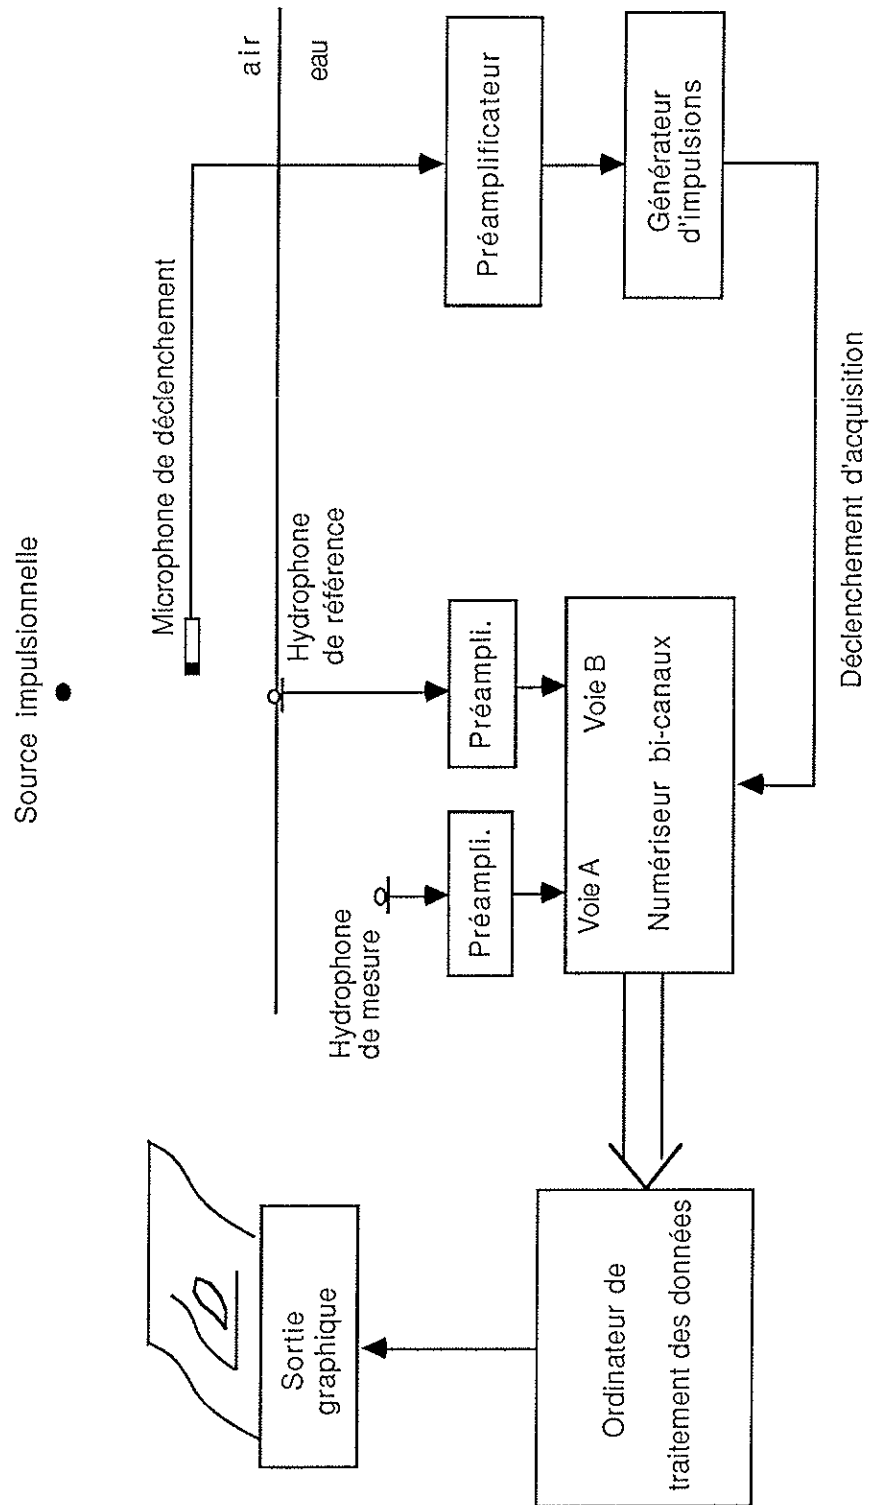 Source impulsionnelle
Microphone de déclenchement
air
eau
Hydrophone
de référence
Hydrophone
de mesure
Préampli.
Préampli.
Préamplificateur
Générateur
d'impulsions
Voie A
Voie B
Numériseur bi-canaux
Déclenchement d'acquisition
Sortie
graphique
Ordinateur de
traitement des données